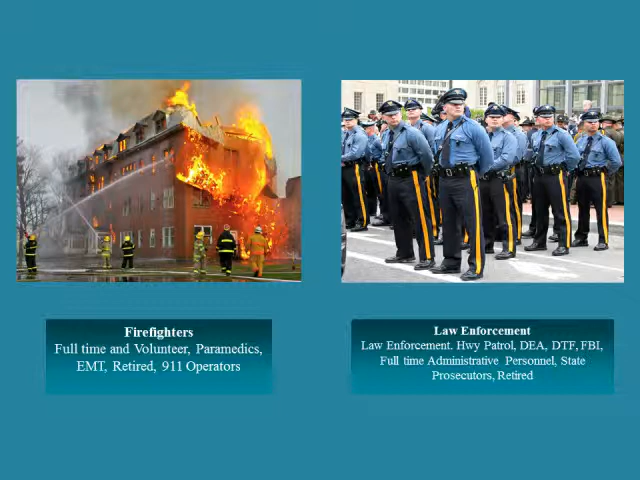 Firefighters
Full time and Volunteer, Paramedics,
EMT, Retired, 911 Operators
Law Enforcement
Law Enforcement. Hwy Patrol, DEA, DTF, FBI,
Full time Administrative Personnel, State
Prosecutors, Retired